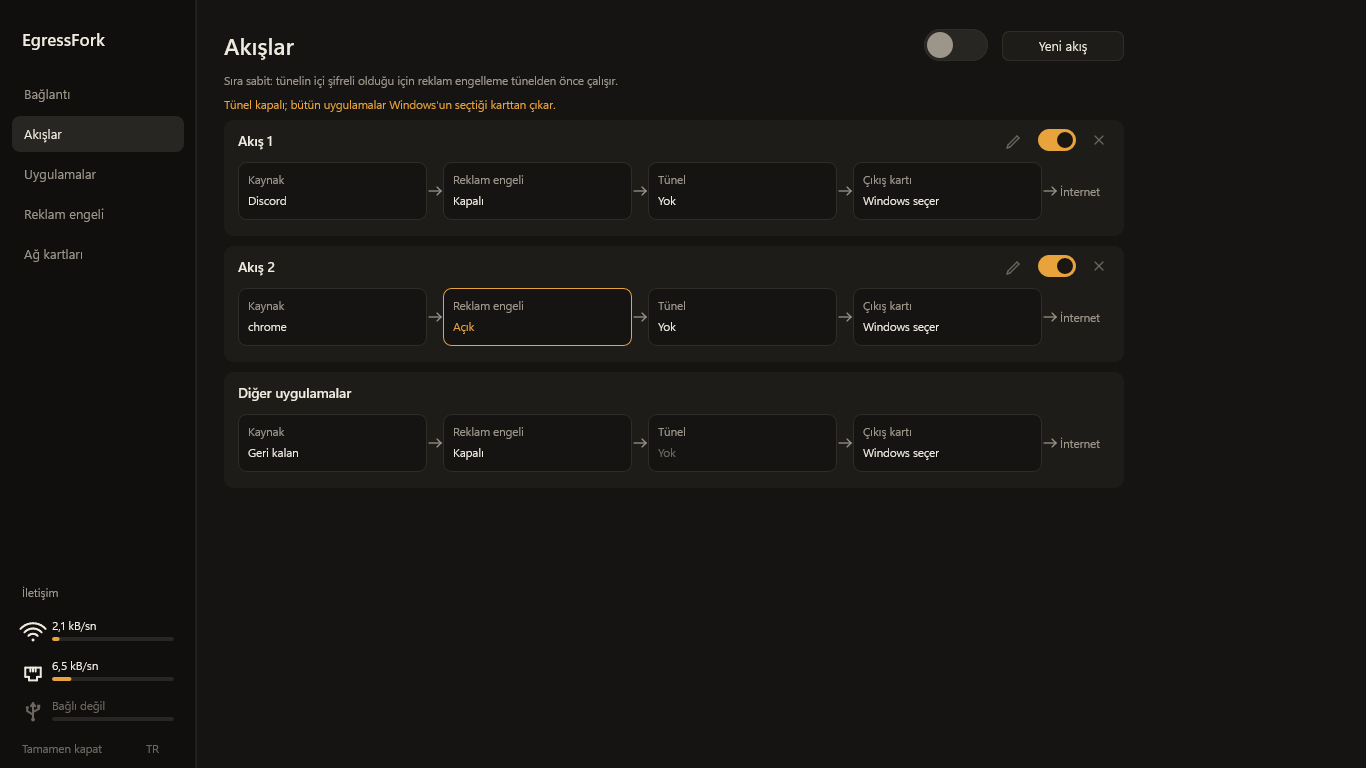 EgressFork
Bağlantı
Akışlar
Uygulamalar
Reklam engeli
Ağ kartları
İletişim
2,1 kB/sn
6,5 kB/sn
Bağlı değil
Tamamen kapat TR
Akışlar
Yeni akış
Sıra sabit: tünelin içi şifreli olduğu için reklam engelleme tünelden önce çalışır.
Tünel kapalı; bütün uygulamalar Windows'un seçtiği karttan çıkar.
Akış 1
Kaynak Reklam engeli Tünel Çıkış kartı
Discord Kapalı Yok Windows seçer İnternet
Akış 2
Kaynak Reklam engeli Tünel Çıkış kartı
chrome Açık Yok Windows seçer İnternet
Diğer uygulamalar
Kaynak Reklam engeli Tünel Çıkış kartı
Geri kalan Kapalı Yok Windows seçer İnternet